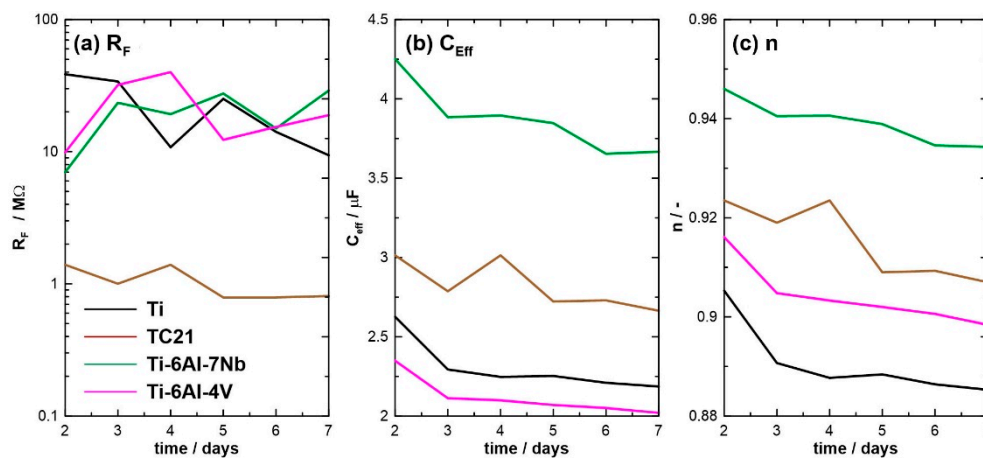 (a) R_F
100
10
1
0.1
R_F / MΩ
Ti
TC21
Ti-6Al-7Nb
Ti-6Al-4V
2 3 4 5 6 7
time / days
(b) C_Eff
4.5
4
3.5
3
2.5
2
C_eff / μF
2 3 4 5 6 7
time / days
(c) n
0.96
0.94
0.92
0.9
0.88
n / -
2 3 4 5 6
time / days